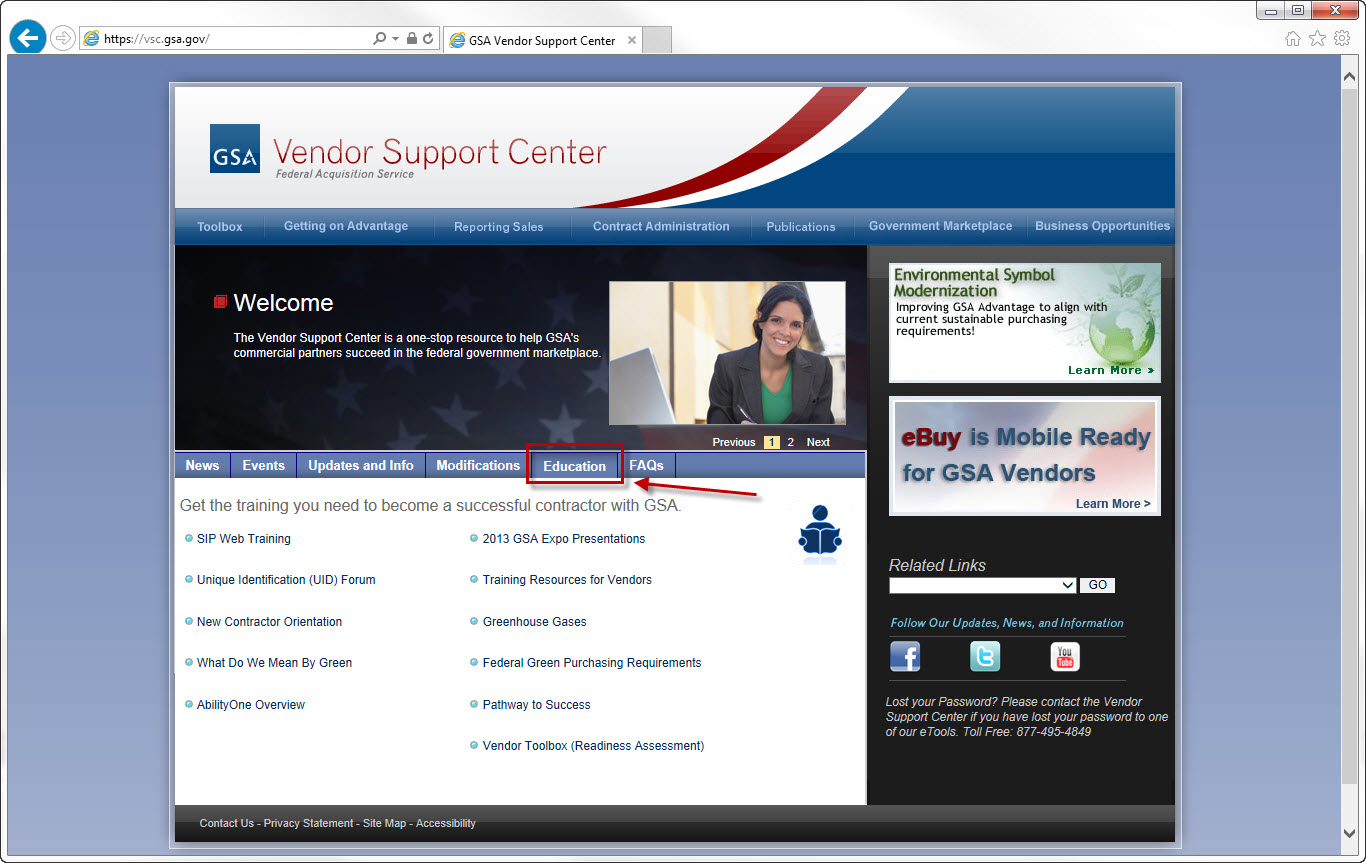 https://vsc.gsa.gov/
GSA Vendor Support Center
GSA
Vendor Support Center
Federal Acquisition Service
Toolbox
Getting on Advantage
Reporting Sales
Contract Administration
Publications
Government Marketplace
Business Opportunities
Welcome
The Vendor Support Center is a one-stop resource to help GSA's
commercial partners succeed in the federal government marketplace.
Previous 1 2 Next
News
Events
Updates and Info
Modifications
Education
FAQs
Get the training you need to become a successful contractor with GSA.
SIP Web Training
Unique Identification (UID) Forum
New Contractor Orientation
What Do We Mean By Green
AbilityOne Overview
2013 GSA Expo Presentations
Training Resources for Vendors
Greenhouse Gases
Federal Green Purchasing Requirements
Pathway to Success
Vendor Toolbox (Readiness Assessment)
Environmental Symbol
Modernization
Improving GSA Advantage to align with
current sustainable purchasing
requirements!
Learn More »
eBuy is Mobile Ready
for GSA Vendors
Learn More >
Related Links
GO
Follow Our Updates, News, and Information
You
Tube
Lost your Password? Please contact the Vendor
Support Center if you have lost your password to one
of our eTools. Toll Free: 877-495-4849
Contact Us - Privacy Statement - Site Map - Accessibility